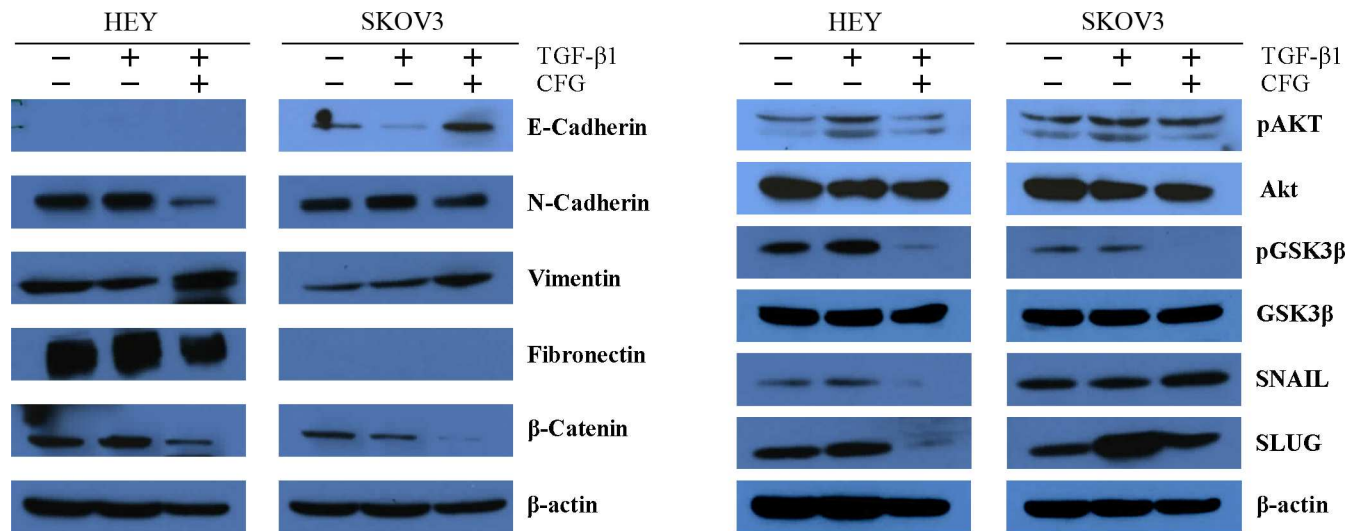 HEY SKOV3 HEY SKOV3
− + + − + + TGF-β1 − + + − + + TGF-β1
− − + − − + CFG − − + − − + CFG
E-Cadherin pAKT
N-Cadherin Akt
Vimentin pGSK3β
Fibronectin GSK3β
SNAIL
β-Catenin SLUG
β-actin β-actin